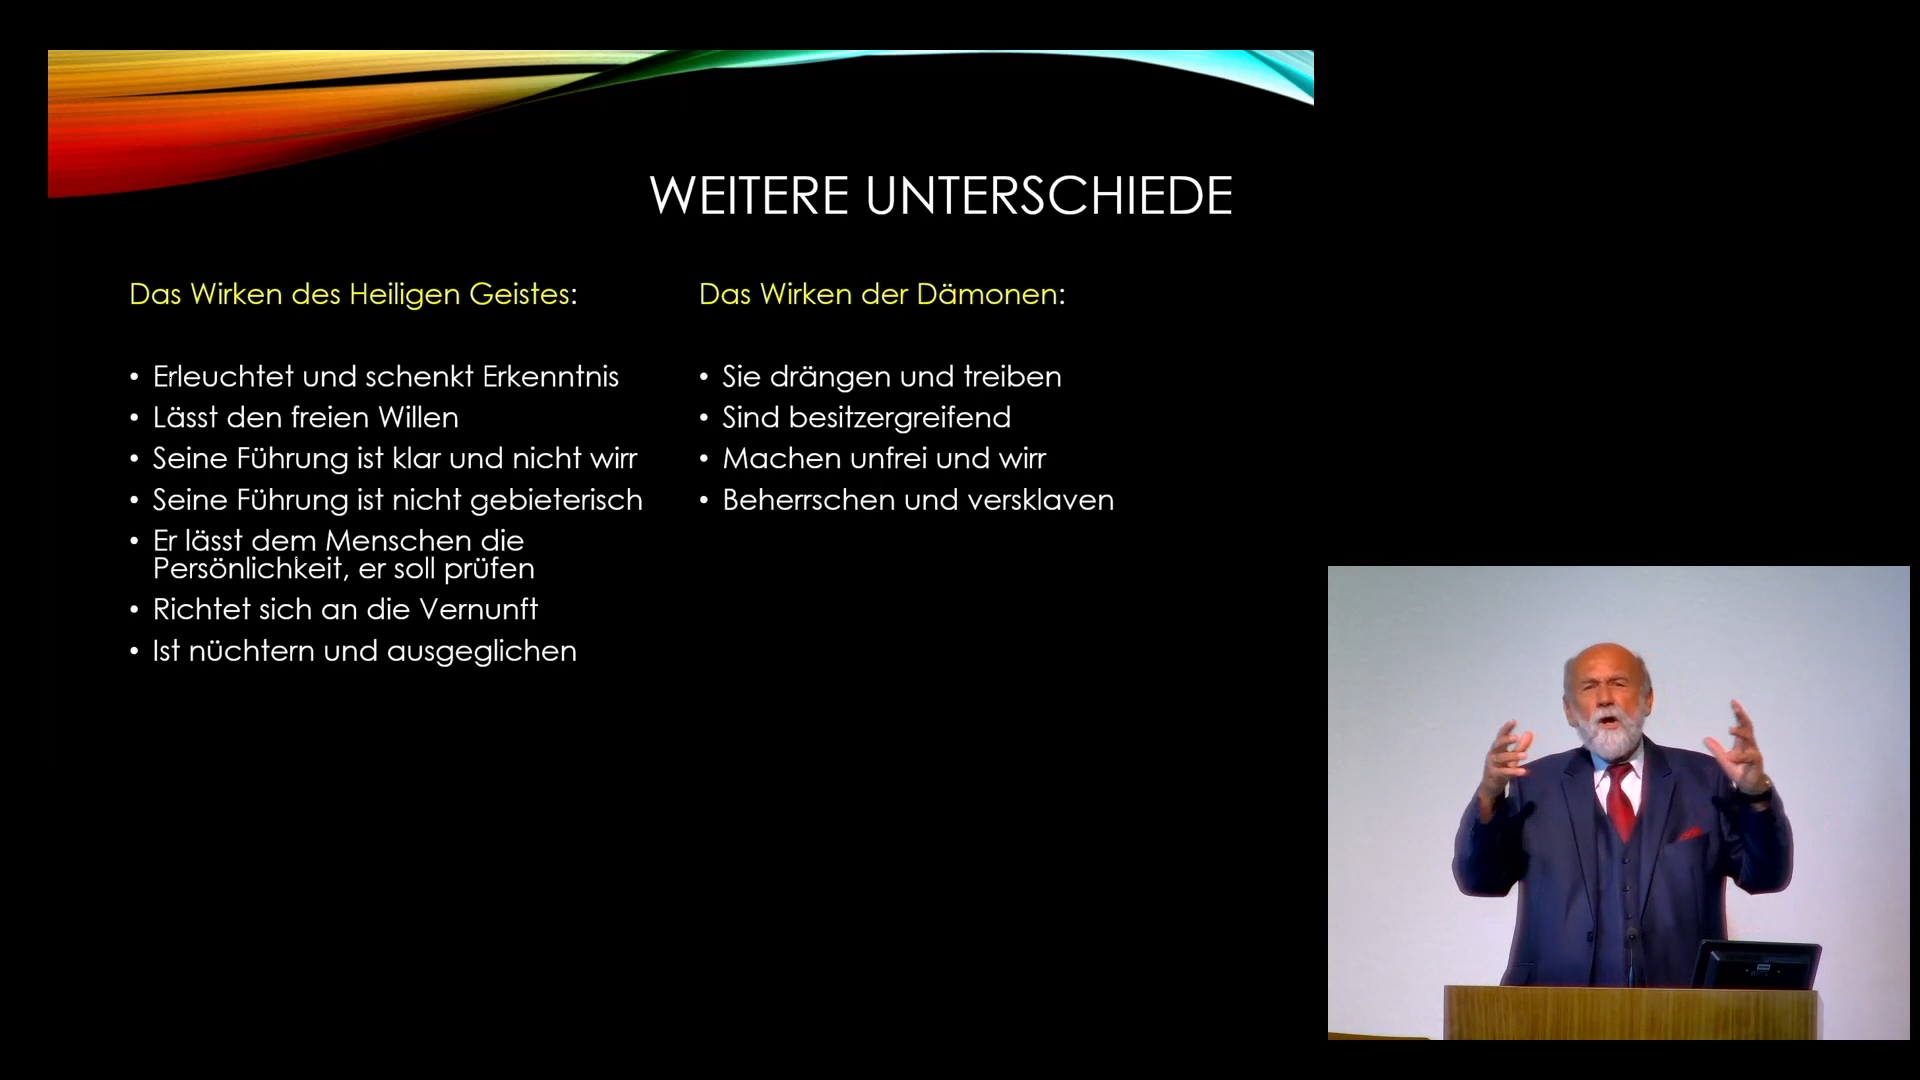 WEITERE UNTERSCHIEDE
Das Wirken des Heiligen Geistes:
• Erleuchtet und schenkt Erkenntnis
• Lässt den freien Willen
• Seine Führung ist klar und nicht wirr
• Seine Führung ist nicht gebieterisch
• Er lässt dem Menschen die
Persönlichkeit, er soll prüfen
• Richtet sich an die Vernunft
• Ist nüchtern und ausgeglichen
Das Wirken der Dämonen:
• Sie drängen und treiben
• Sind besitzergreifend
• Machen unfrei und wirr
• Beherrschen und versklaven